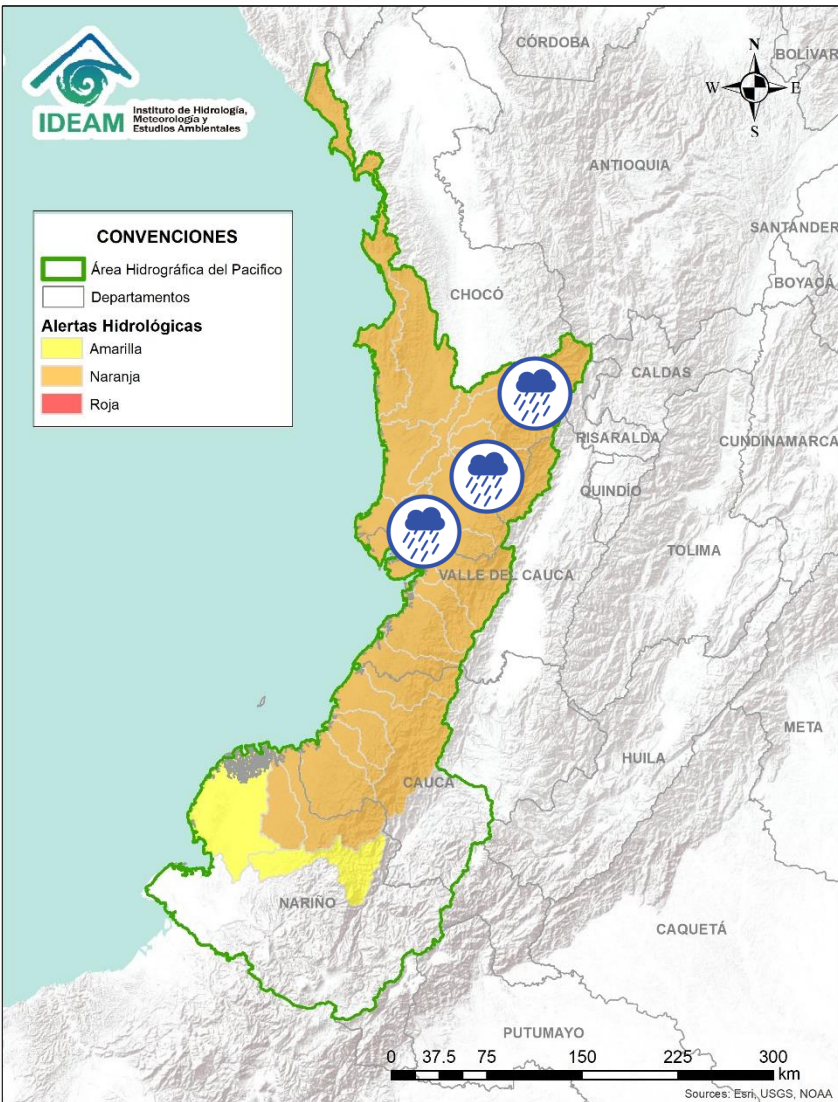 IDEAM
Instituto de Hidrología,
Meteorología y
Estudios Ambientales
CÓRDOBA
BOLÍVAR
N
W
E
S
ANTIOQUIA
SANTANDER
BOYACÁ
CONVENCIONES
Área Hidrográfica del Pacifico
Departamentos
Alertas Hidrológicas
Amarilla
Naranja
Roja
CHOCÓ
CALDAS
RISARALDA
CUNDINAMARCA
QUINDÍO
TOLIMA
VALLE DEL CAUCA
META
HUILA
CAUCA
NARIÑO
CAQUETÁ
PUTUMAYO
0 37.5 75 150 225 300
km
Sources: Esri, USGS, NOAA